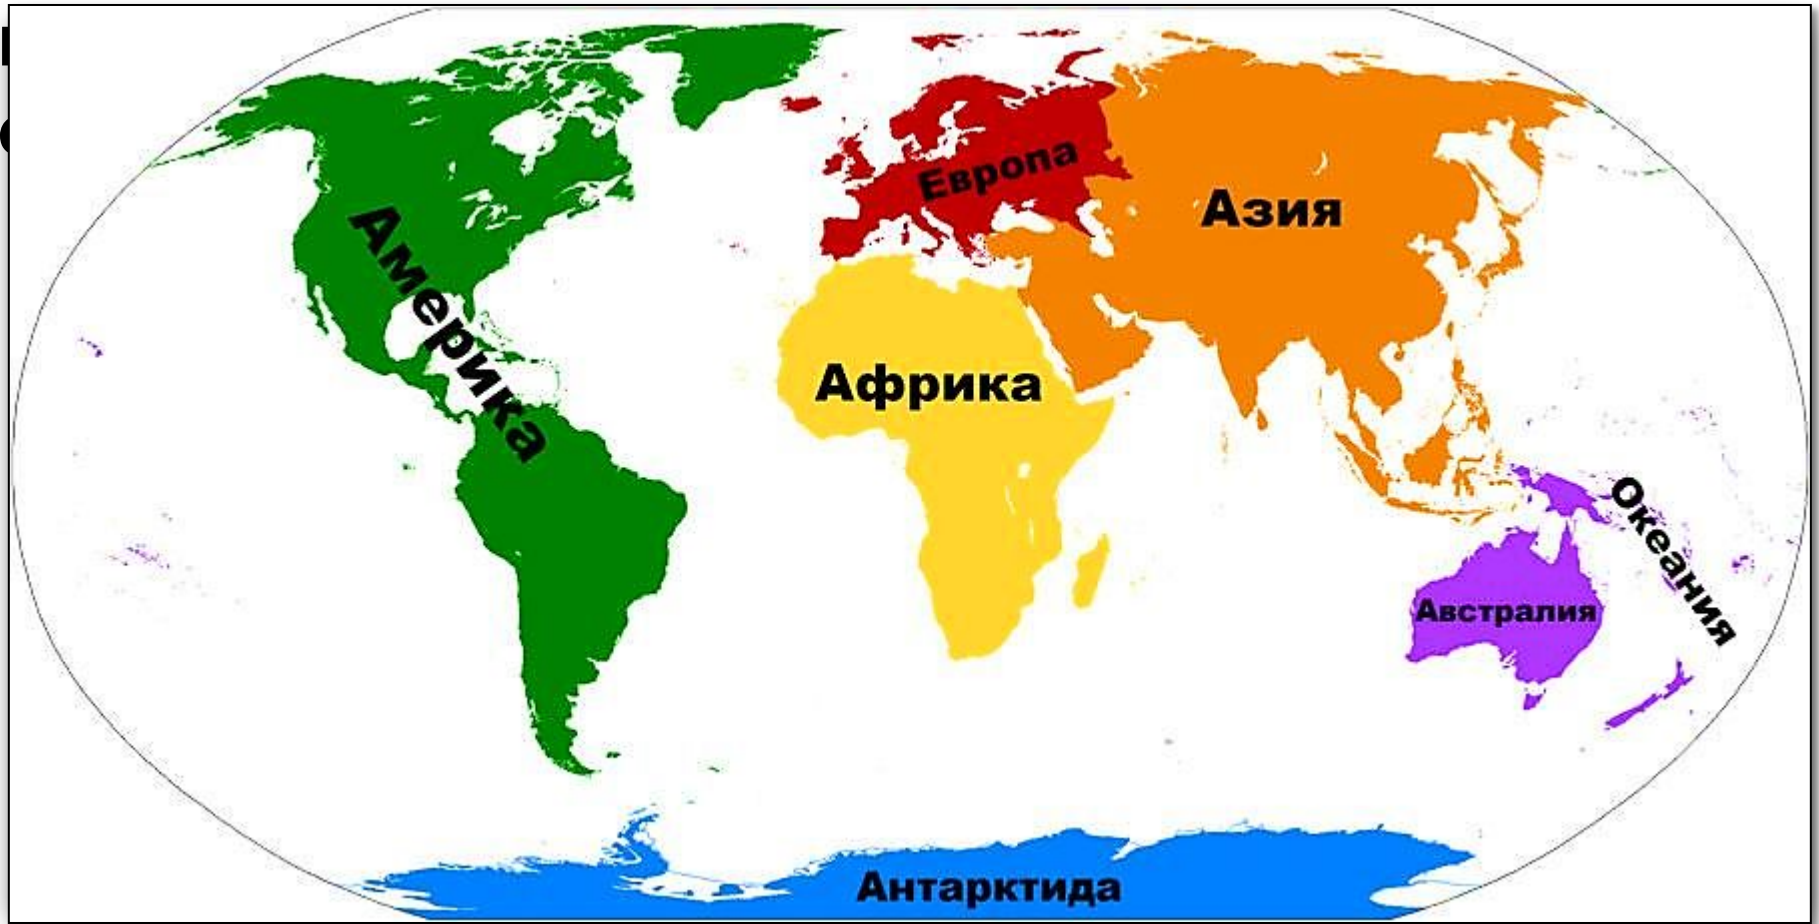 Европа
Азия
Америка
Африка
Океания
Австралия
Антарктида